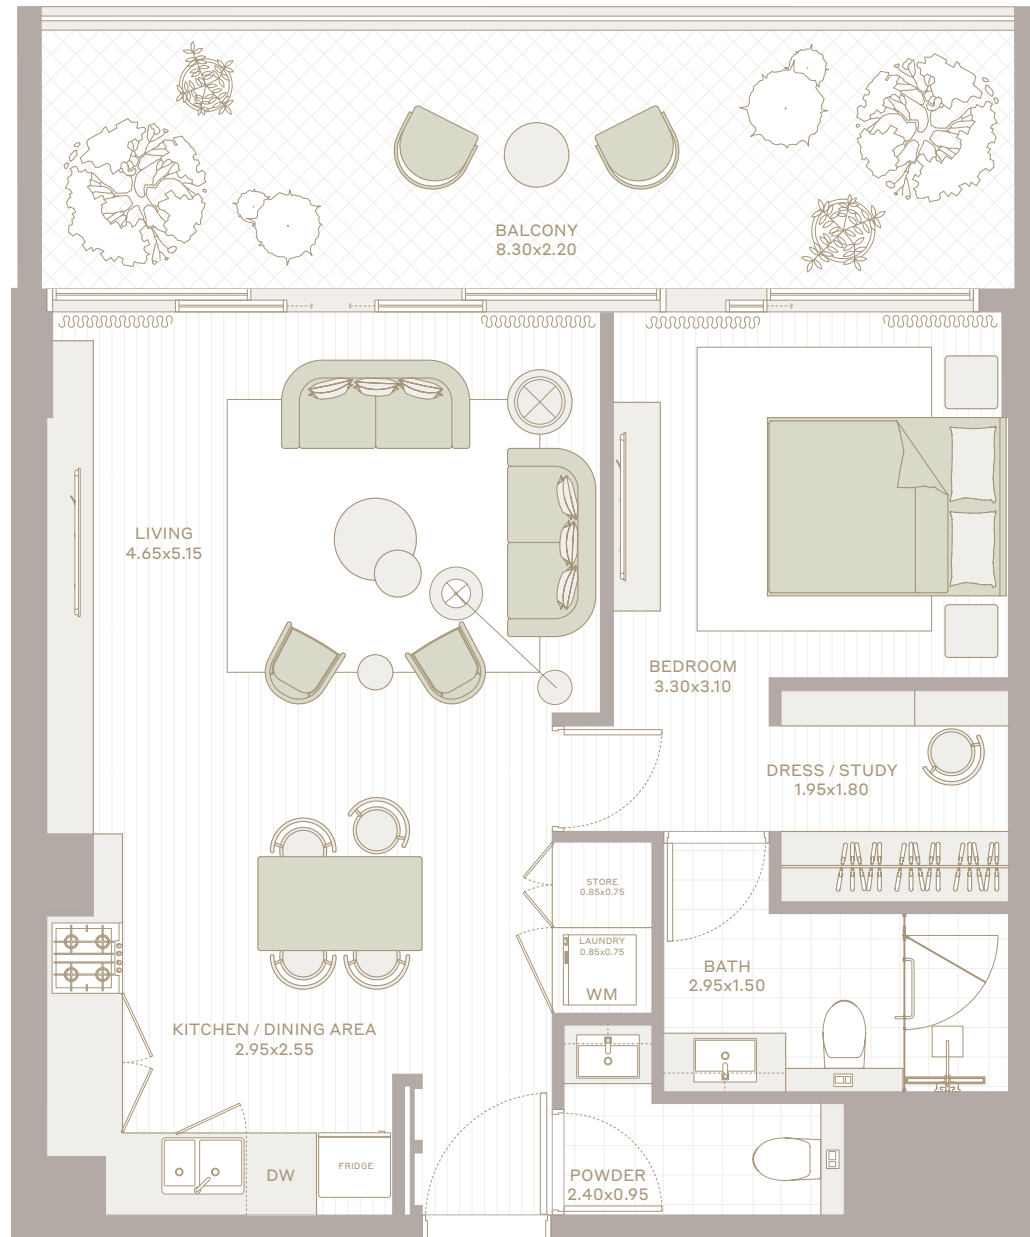 BALCONY
8.30x2.20
LIVING
4.65x5.15
BEDROOM
3.30x3.10
DRESS / STUDY
1.95x1.80
STORE
0.85x0.75
LAUNDRY
0.85x0.75
WM
BATH
2.95x1.50
KITCHEN / DINING AREA
2.95x2.55
FRIDGE
DW
POWDER
2.40x0.95